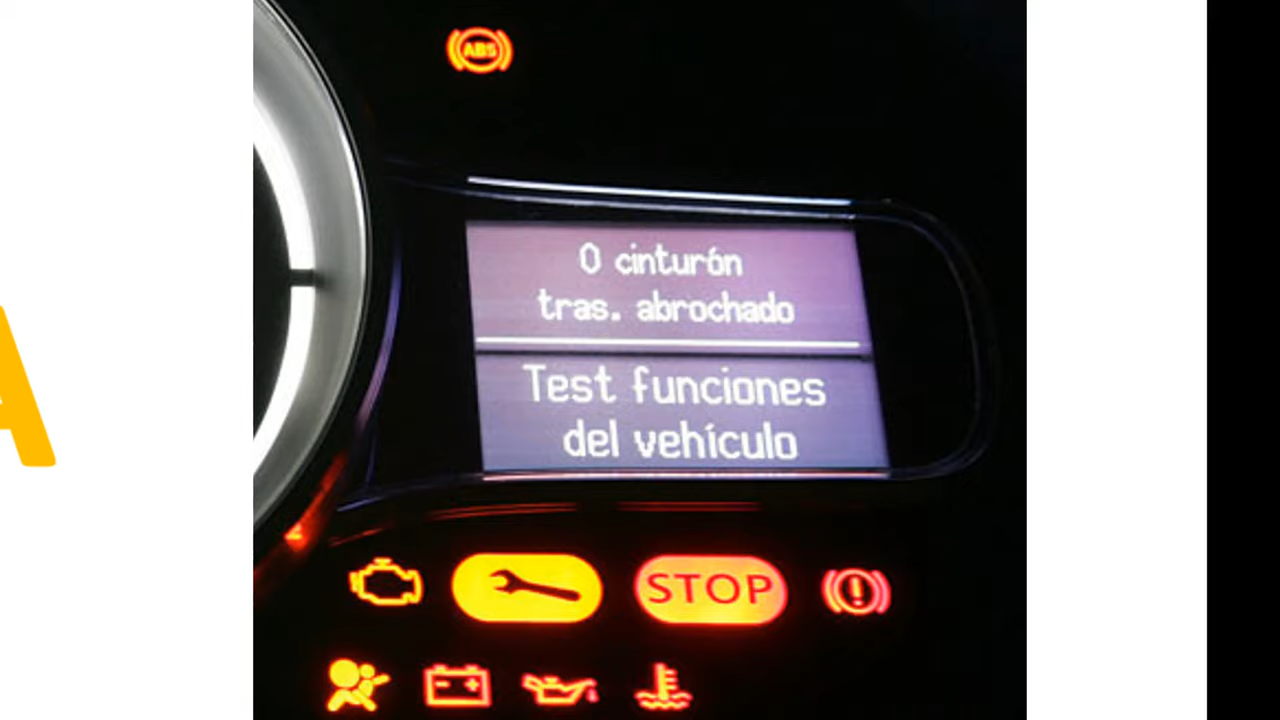 ABS
0 cinturón
tras. abrochado
Test funciones
del vehículo
STOP
A